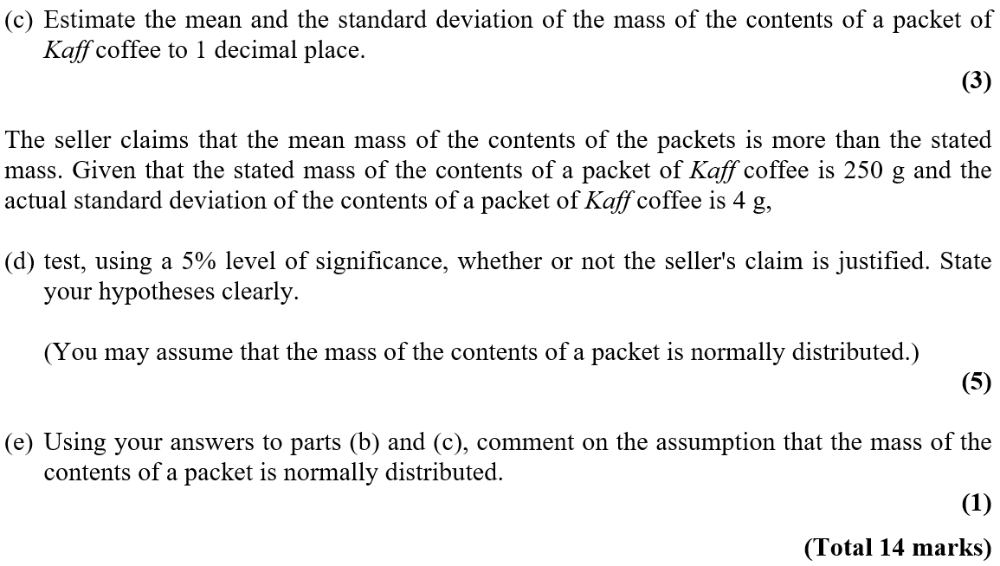 (c) Estimate the mean and the standard deviation of the mass of the contents of a packet of
Kaff coffee to 1 decimal place.
(3)
The seller claims that the mean mass of the contents of the packets is more than the stated
mass. Given that the stated mass of the contents of a packet of Kaff coffee is 250 g and the
actual standard deviation of the contents of a packet of Kaff coffee is 4 g,
(d) test, using a 5% level of significance, whether or not the seller's claim is justified. State
your hypotheses clearly.
(You may assume that the mass of the contents of a packet is normally distributed.)
(5)
(e) Using your answers to parts (b) and (c), comment on the assumption that the mass of the
contents of a packet is normally distributed.
(1)
(Total 14 marks)